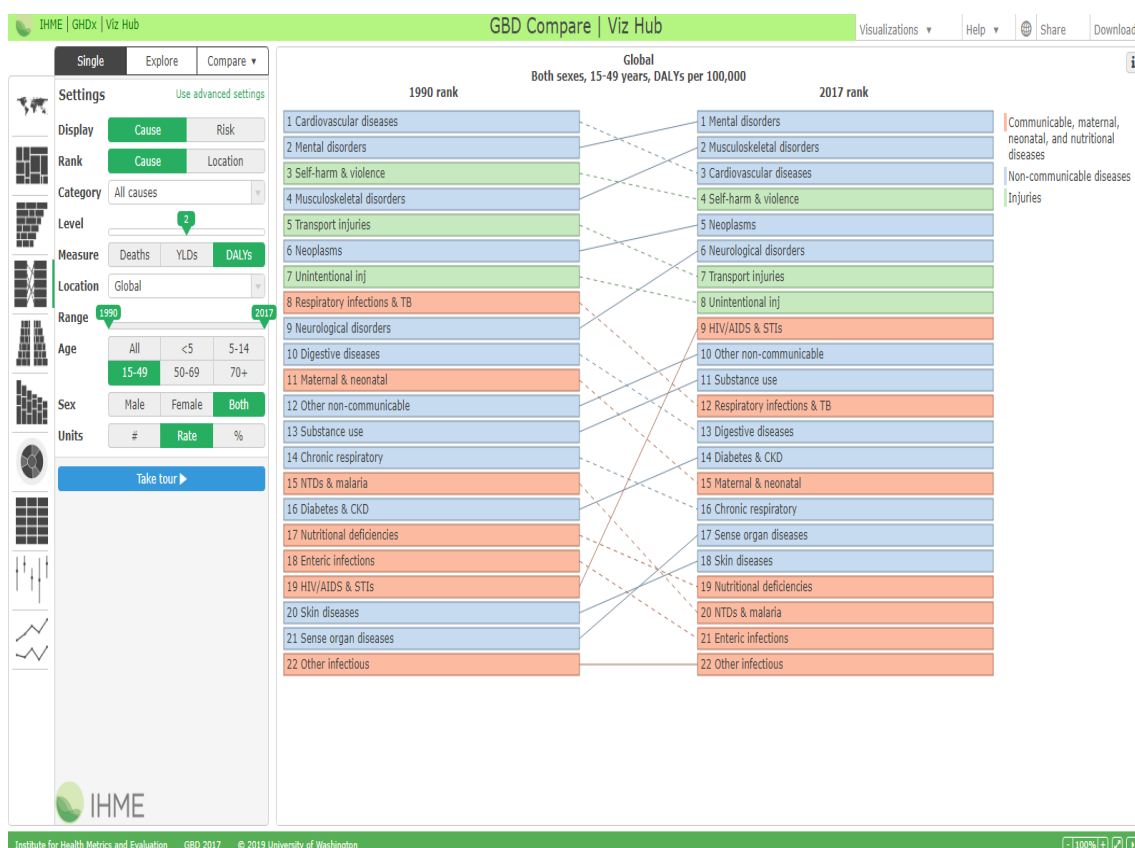 IHME | GHDx | Viz Hub
GBD Compare | Viz Hub
Visualizations ▾
Help ▾
Share
Download
Single
Explore
Compare ▾
Settings
Use advanced settings
Display
Cause
Risk
Rank
Cause
Location
Category
All causes
Level
2
Measure
Deaths
YLDs
DALYs
Location
Global
Range
1990
2017
Age
All
<5
5-14
15-49
50-69
70+
Sex
Male
Female
Both
Units
#
Rate
%
Take tour
IHME
Global
Both sexes, 15-49 years, DALYs per 100,000
1990 rank
1 Cardiovascular diseases
2 Mental disorders
3 Self-harm & violence
4 Musculoskeletal disorders
5 Transport injuries
6 Neoplasms
7 Unintentional inj
8 Respiratory infections & TB
9 Neurological disorders
10 Digestive diseases
11 Maternal & neonatal
12 Other non-communicable
13 Substance use
14 Chronic respiratory
15 NTDs & malaria
16 Diabetes & CKD
17 Nutritional deficiencies
18 Enteric infections
19 HIV/AIDS & STIs
20 Skin diseases
21 Sense organ diseases
22 Other infectious
2017 rank
1 Mental disorders
2 Musculoskeletal disorders
3 Cardiovascular diseases
4 Self-harm & violence
5 Neoplasms
6 Neurological disorders
7 Transport injuries
8 Unintentional inj
9 HIV/AIDS & STIs
10 Other non-communicable
11 Substance use
12 Respiratory infections & TB
13 Digestive diseases
14 Diabetes & CKD
15 Maternal & neonatal
16 Chronic respiratory
17 Sense organ diseases
18 Skin diseases
19 Nutritional deficiencies
20 NTDs & malaria
21 Enteric infections
22 Other infectious
Communicable, maternal,
neonatal, and nutritional
diseases
Non-communicable diseases
Injuries
i
Institute for Health Metrics and Evaluation GBD 2017 © 2019 University of Washington
- 100% +